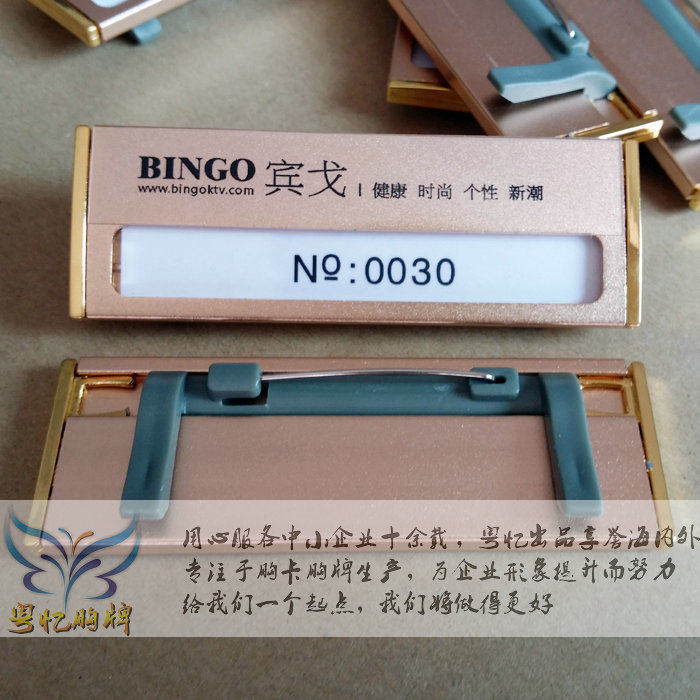 BINGO 宾戈 | 健康 时尚 个性 新潮
www.bingoktv.com
Nº:0030
用心服务中小企业十余载，粤忆出品享誉海内外
专注于胸卡胸牌生产，为企业形象提升而努力
给我们一个起点，我们将做得更好
粤忆胸牌